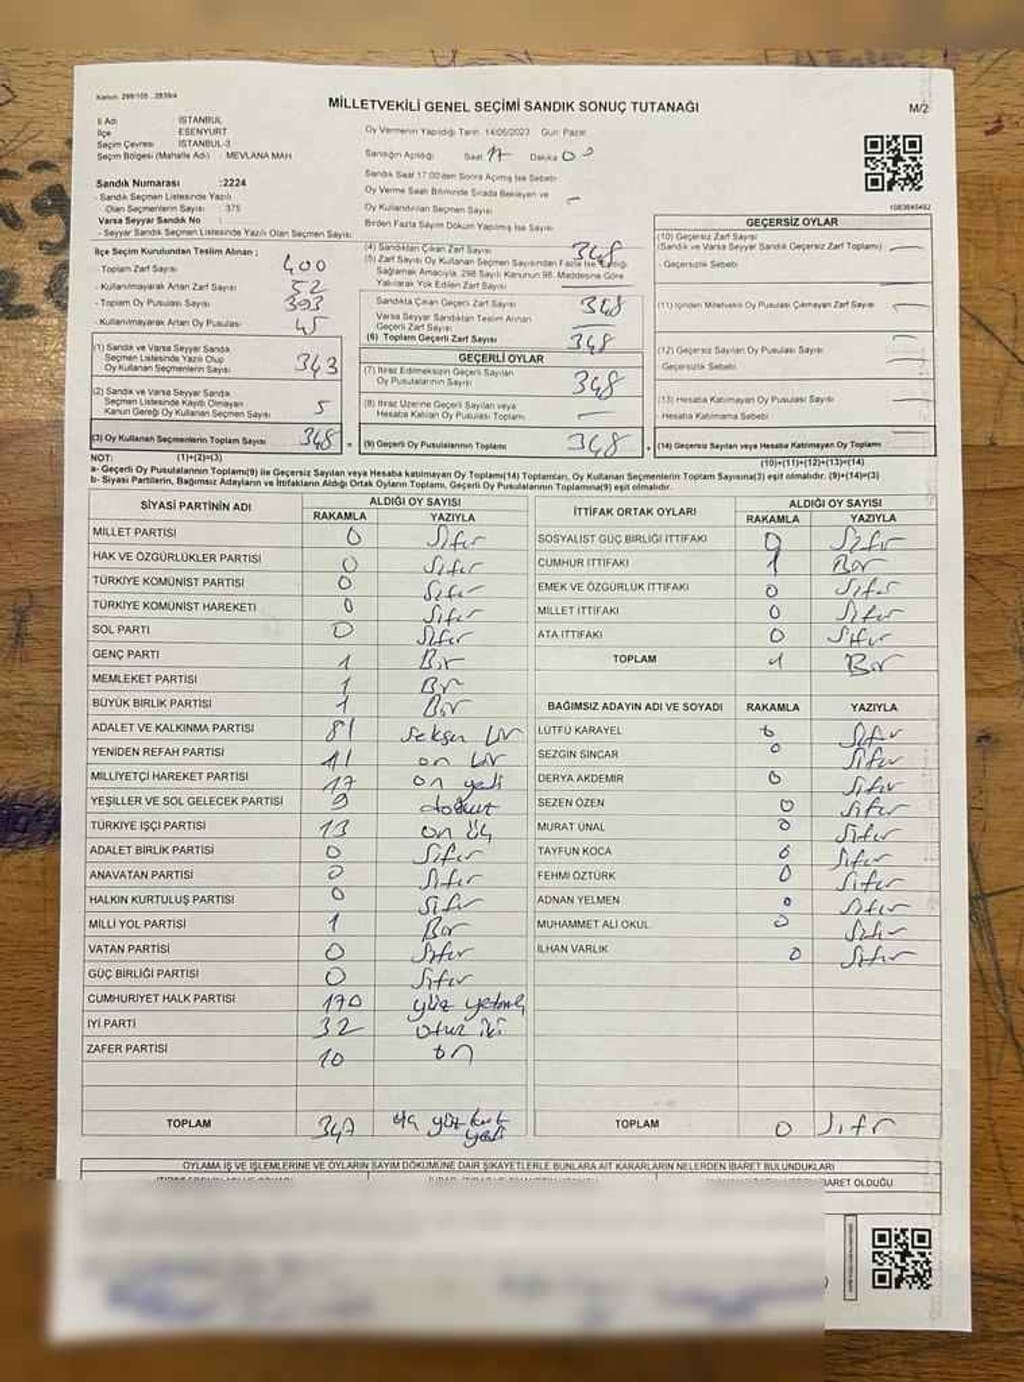 Kanun: 298/105
MİLLETVEKİLİ GENEL SEÇİMİ SANDIK SONUÇ TUTANAĞI
M/2
İl Adı : İSTANBUL
İlçe : ESENYURT
Seçim Çevresi : İSTANBUL-3
Seçim Bölgesi (Mahalle Adı) : MEVLANA MAH
Oy Vermenin Yapıldığı Tarih: 14/05/2023 Gün: Pazar
Sandığın Açıldığı Saat 17 Dakika 00
Sandık Saat 17:00'den Sonra Açılmış İse Sebebi
Sandık Numarası :2224
- Sandık Seçmen Listesinde Yazılı
Olan Seçmenlerin Sayısı : 375
Varsa Seyyar Sandık No :
- Seyyar Sandık Seçmen Listesinde Yazılı Olan Seçmen Sayısı:
Oy Verme Saati Bitiminde Sırada Bekleyen ve
Oy Kullandırılan Seçmen Sayısı –
Birden Fazla Sayım Döküm Yapılmış İse Sayısı
İlçe Seçim Kurulundan Teslim Alınan :
- Toplam Zarf Sayısı 400
- Kullanılmayarak Artan Zarf Sayısı 52
- Toplam Oy Pusulası Sayısı 393
- Kullanılmayarak Artan Oy Pusulası 45
(1) Sandık ve Varsa Seyyar Sandık
Seçmen Listesinde Yazılı Olup
Oy Kullanan Seçmenlerin Sayısı 343
(2) Sandık ve Varsa Seyyar Sandık
Seçmen Listesinde Kayıtlı Olmayan
Kanun Gereği Oy Kullanan Seçmen Sayısı 5
(3) Oy Kullanan Seçmenlerin Toplam Sayısı 348 =
(4) Sandıktan Çıkan Zarf Sayısı 348
(5) Zarf Sayısı Oy Kullanan Seçmen Sayısından Fazla İse Eşitliği
Sağlamak Amacıyla, 298 Sayılı Kanunun 98. Maddesine Göre
Yakılarak Yok Edilen Zarf Sayısı
Sandıkta Çıkan Geçerli Zarf Sayısı 348
Varsa Seyyar Sandıktan Teslim Alınan
Geçerli Zarf Sayısı –
(6) Toplam Geçerli Zarf Sayısı 348
GEÇERLİ OYLAR
(7) İtiraz Edilmeksizin Geçerli Sayılan
Oy Pusulalarının Sayısı 348
(8) İtiraz Üzerine Geçerli Sayılan veya
Hesaba Katılan Oy Pusulası Toplamı –
(9) Geçerli Oy Pusulalarının Toplamı 348 +
GEÇERSİZ OYLAR
(10) Geçersiz Zarf Sayısı
(Sandık ve Varsa Seyyar Sandık Geçersiz Zarf Toplamı) –
- Geçersizlik Sebebi
(11) İçinden Milletvekili Oy Pusulası Çıkmayan Zarf Sayısı –
(12) Geçersiz Sayılan Oy Pusulası Sayısı –
Geçersizlik Sebebi –
(13) Hesaba Katılmayan Oy Pusulası Sayısı –
- Hesaba Katılmama Sebebi
(14) Geçersiz Sayılan veya Hesaba Katılmayan Oy Toplamı –
NOT: (1)+(2)=(3)
(10)+(11)+(12)+(13)=(14)
a- Geçerli Oy Pusulalarının Toplamı(9) ile Geçersiz Sayılan veya Hesaba katılmayan Oy Toplamı(14) Toplamları, Oy Kullanan Seçmenlerin Toplam Sayısına(3) eşit olmalıdır. (9)+(14)=(3)
b- Siyasi Partilerin, Bağımsız Adayların ve İttifakların Aldığı Ortak Oyların Toplamı, Geçerli Oy Pusulalarının Toplamına(9) eşit olmalıdır.
SİYASİ PARTİNİN ADI ALDIĞI OY SAYISI
RAKAMLA YAZIYLA
MİLLET PARTİSİ 0 Sıfır
HAK VE ÖZGÜRLÜKLER PARTİSİ 0 Sıfır
TÜRKİYE KOMÜNİST PARTİSİ 0 Sıfır
TÜRKİYE KOMÜNİST HAREKETİ 0 Sıfır
SOL PARTİ 0 Sıfır
GENÇ PARTİ 1 Bir
MEMLEKET PARTİSİ 1 Bir
BÜYÜK BİRLİK PARTİSİ 1 Bir
ADALET VE KALKINMA PARTİSİ 81 Seksen bir
YENİDEN REFAH PARTİSİ 11 on bir
MİLLİYETÇİ HAREKET PARTİSİ 17 on yedi
YEŞİLLER VE SOL GELECEK PARTİSİ 9 dokuz
TÜRKİYE İŞÇİ PARTİSİ 13 on üç
ADALET BİRLİK PARTİSİ 0 Sıfır
ANAVATAN PARTİSİ 0 Sıfır
HALKIN KURTULUŞ PARTİSİ 0 Sıfır
MİLLİ YOL PARTİSİ 1 Bir
VATAN PARTİSİ 0 Sıfır
GÜÇ BİRLİĞİ PARTİSİ 0 Sıfır
CUMHURİYET HALK PARTİSİ 170 yüz yetmiş
İYİ PARTİ 32 otuz iki
ZAFER PARTİSİ 10 on
TOPLAM 347 üç yüz kırk
yedi
İTTİFAK ORTAK OYLARI ALDIĞI OY SAYISI
RAKAMLA YAZIYLA
SOSYALİST GÜÇ BİRLİĞİ İTTİFAKI 0 Sıfır
CUMHUR İTTİFAKI 1 Bir
EMEK VE ÖZGÜRLÜK İTTİFAKI 0 Sıfır
MİLLET İTTİFAKI 0 Sıfır
ATA İTTİFAKI 0 Sıfır
TOPLAM 1 Bir
BAĞIMSIZ ADAYIN ADI VE SOYADI RAKAMLA YAZIYLA
LÜTFÜ KARAYEL 0 Sıfır
SEZGİN SİNCAR 0 Sıfır
DERYA AKDEMİR 0 Sıfır
SEZEN ÖZEN 0 Sıfır
MURAT ÜNAL 0 Sıfır
TAYFUN KOCA 0 Sıfır
FEHMİ ÖZTÜRK 0 Sıfır
ADNAN YELMEN 0 Sıfır
MUHAMMET ALİ OKUL 0 Sıfır
İLHAN VARLIK 0 Sıfır
TOPLAM 0 Sıfır
OYLAMA İŞ VE İŞLEMLERİNE VE OYLARIN SAYIM DÖKÜMÜNE DAİR ŞİKAYETLERLE BUNLARA AİT KARARLARIN NELERDEN İBARET BULUNDUKLARI
İBARET OLDUĞU